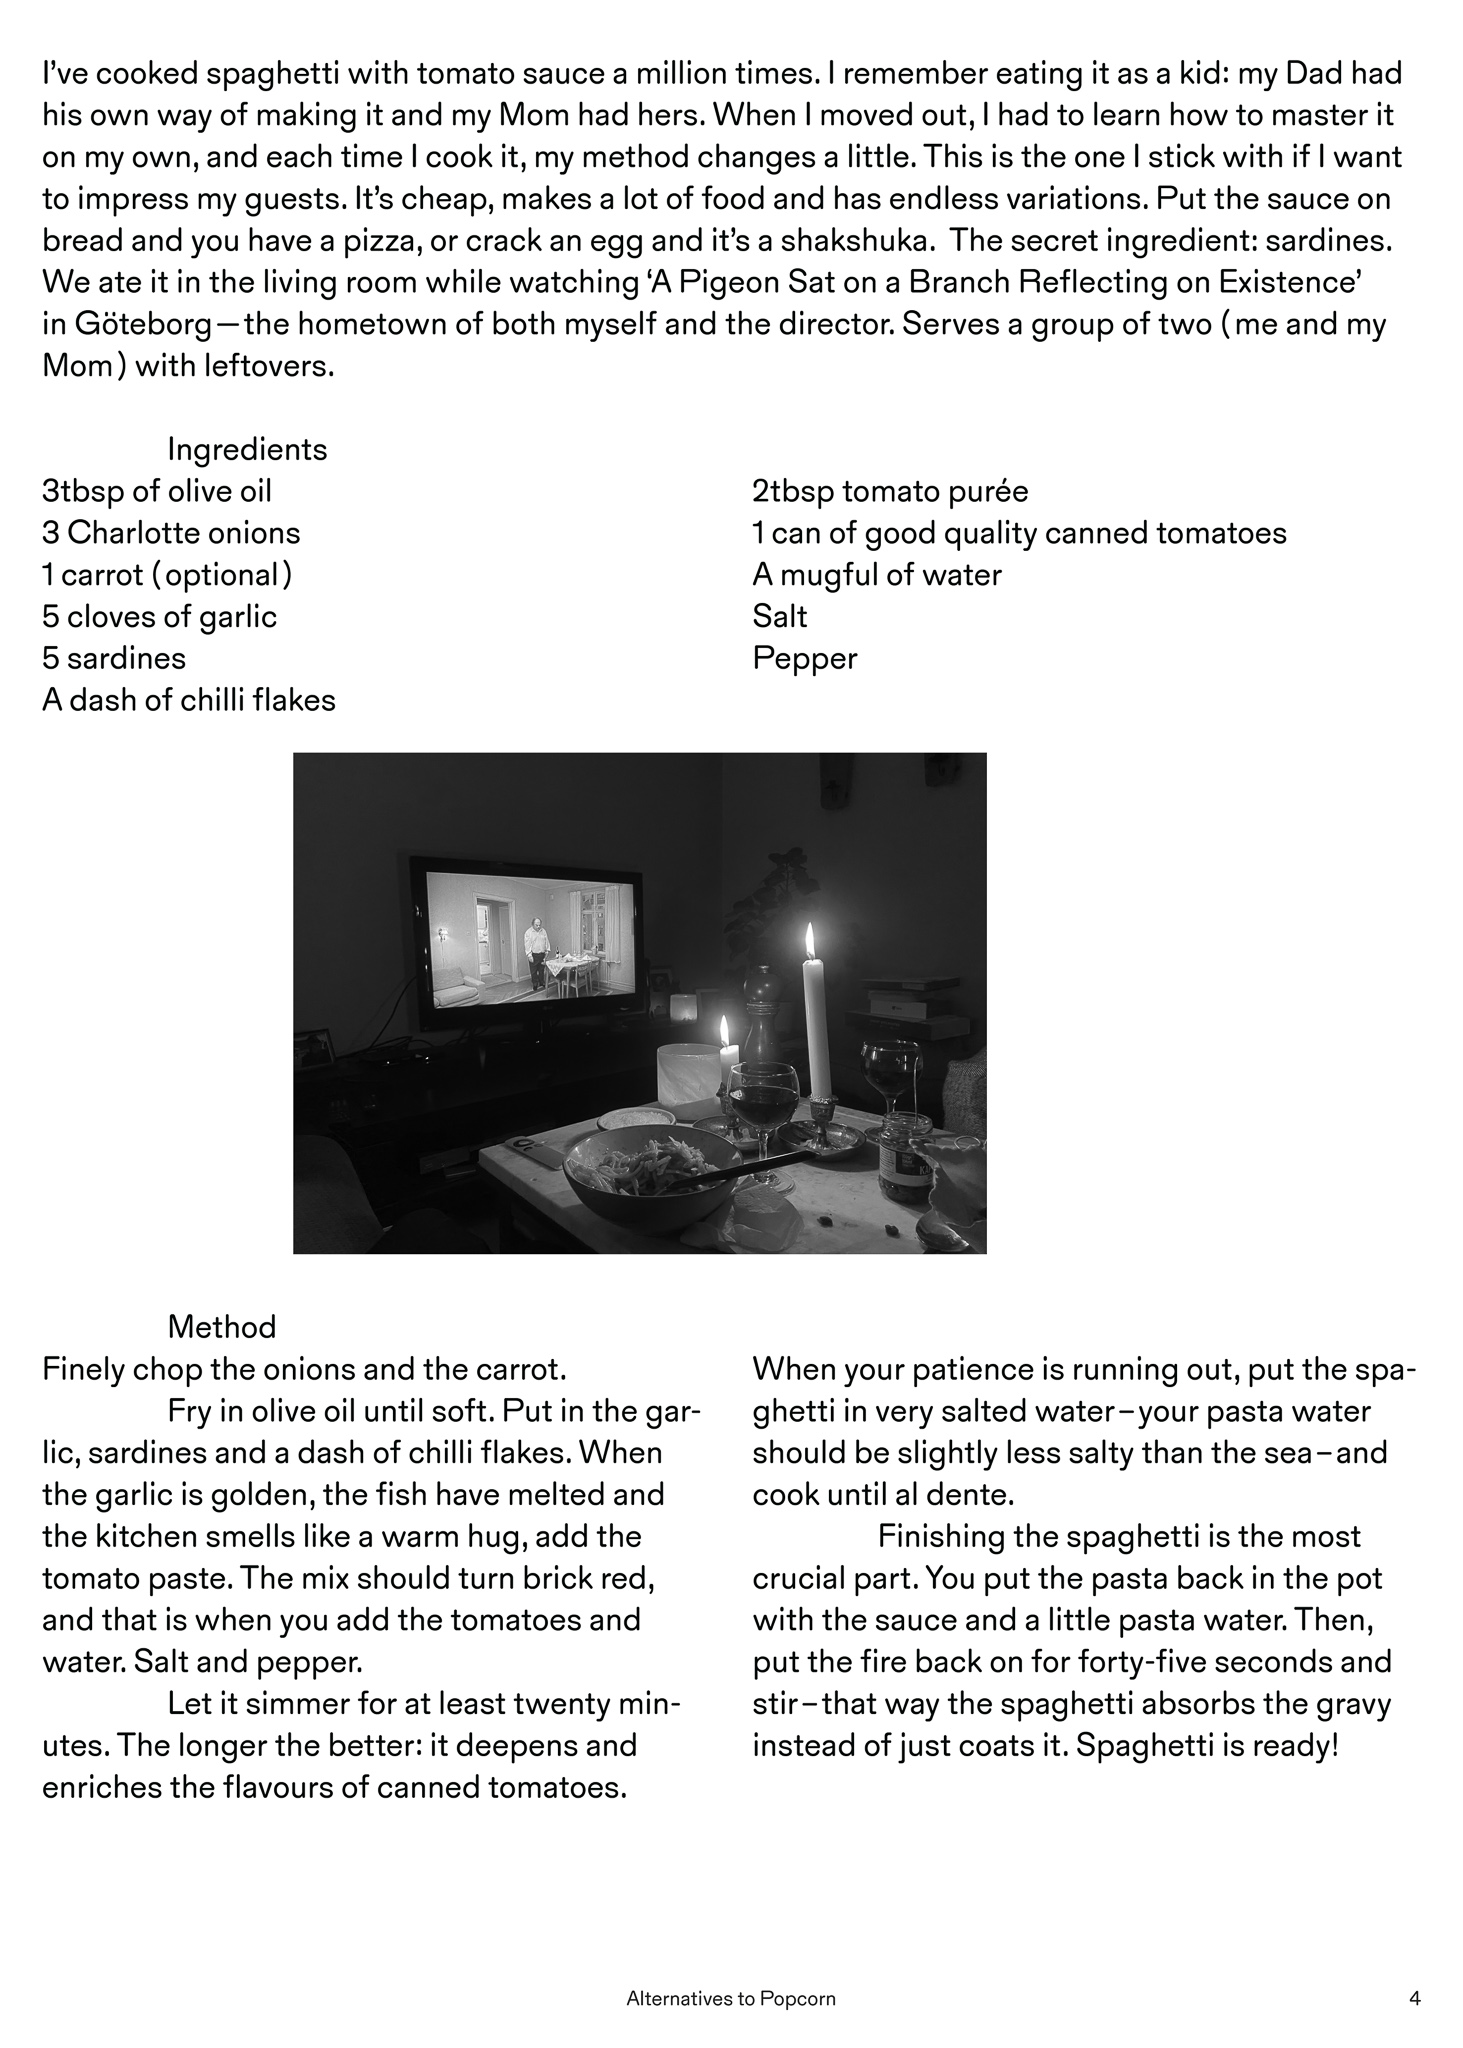 I’ve cooked spaghetti with tomato sauce a million times. I remember eating it as a kid: my Dad had
his own way of making it and my Mom had hers. When I moved out, I had to learn how to master it
on my own, and each time I cook it, my method changes a little. This is the one I stick with if I want
to impress my guests. It’s cheap, makes a lot of food and has endless variations. Put the sauce on
bread and you have a pizza, or crack an egg and it’s a shakshuka.  The secret ingredient: sardines.
We ate it in the living room while watching ‘A Pigeon Sat on a Branch Reflecting on Existence’
in Göteborg—the hometown of both myself and the director. Serves a group of two (me and my
Mom) with leftovers.
Ingredients
3tbsp of olive oil
3 Charlotte onions
1 carrot (optional)
5 cloves of garlic
5 sardines
A dash of chilli flakes
2tbsp tomato purée
1 can of good quality canned tomatoes
A mugful of water
Salt
Pepper
Method
Finely chop the onions and the carrot.
Fry in olive oil until soft. Put in the gar-
lic, sardines and a dash of chilli flakes. When
the garlic is golden, the fish have melted and
the kitchen smells like a warm hug, add the
tomato paste. The mix should turn brick red,
and that is when you add the tomatoes and
water. Salt and pepper.
Let it simmer for at least twenty min-
utes. The longer the better: it deepens and
enriches the flavours of canned tomatoes.
When your patience is running out, put the spa-
ghetti in very salted water–your pasta water
should be slightly less salty than the sea–and
cook until al dente.
Finishing the spaghetti is the most
crucial part. You put the pasta back in the pot
with the sauce and a little pasta water. Then,
put the fire back on for forty-five seconds and
stir–that way the spaghetti absorbs the gravy
instead of just coats it. Spaghetti is ready!
Alternatives to Popcorn
4